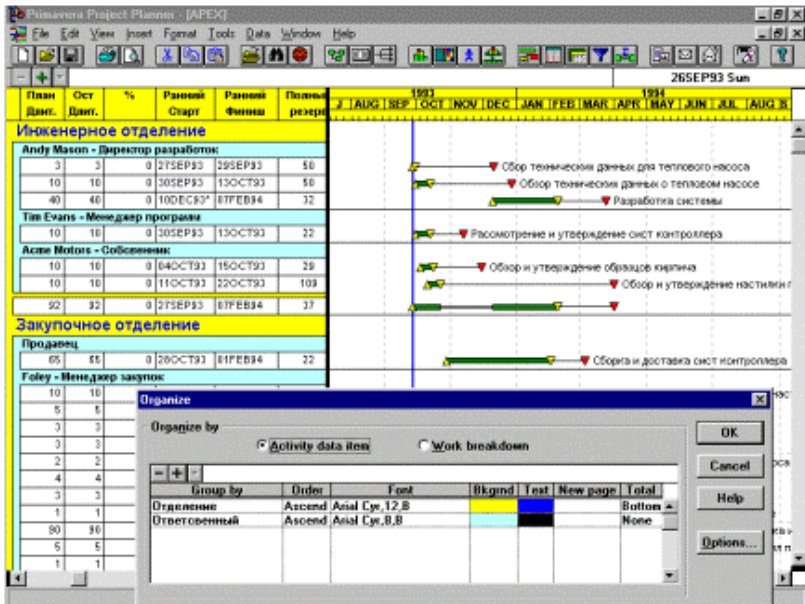 Primavera Project Planner - [APEX]
File Edit View Insert Format Tools Data Window Help
26SEP93 Sun
План Ост % Ранний Ранний Полный
Длит. Длит. Старт Финиш резерв
1993 1994
J AUG SEP OCT NOV DEC JAN FEB MAR APR MAY JUN JUL AUG S
Инженерное отделение
Andy Mason - Директор разработок
3 3 0 27SEP93 29SEP93 50 Сбор технических данных для теплового насоса
10 10 0 30SEP93 13OCT93 50 Обзор технических данных о тепловом насосе
40 40 0 10DEC93* 07FEB94 32 Разработка системы
Tim Evans - Менеджер программ
10 10 0 30SEP93 13OCT93 22 Рассмотрение и утверждение сист контроллера
Acme Motors - Собсвенник
10 10 0 04OCT93 15OCT93 29 Обзор и утверждение образцов кирпича
10 10 0 11OCT93 22OCT93 109 Обзор и утверждение настилки
92 92 0 27SEP93 07FEB94 37
Закупочное отделение
Продавец
65 65 0 28OCT93 01FEB94 22 Сборка и доставка сист контроллера
Foley - Менеджер закупок
10 10
5 5
3 3
3 3
2 2
4 4
3 3
1 1
90 90
5 5
1 1
Organize
Organize by
Activity data item Work breakdown
Group by Order Font Bkgrnd Text New page Total
Отделение Ascend Arial Cyr,12,B Bottom
Ответсвенный Ascend Arial Cyr,8,B None
OK
Cancel
Help
Options...